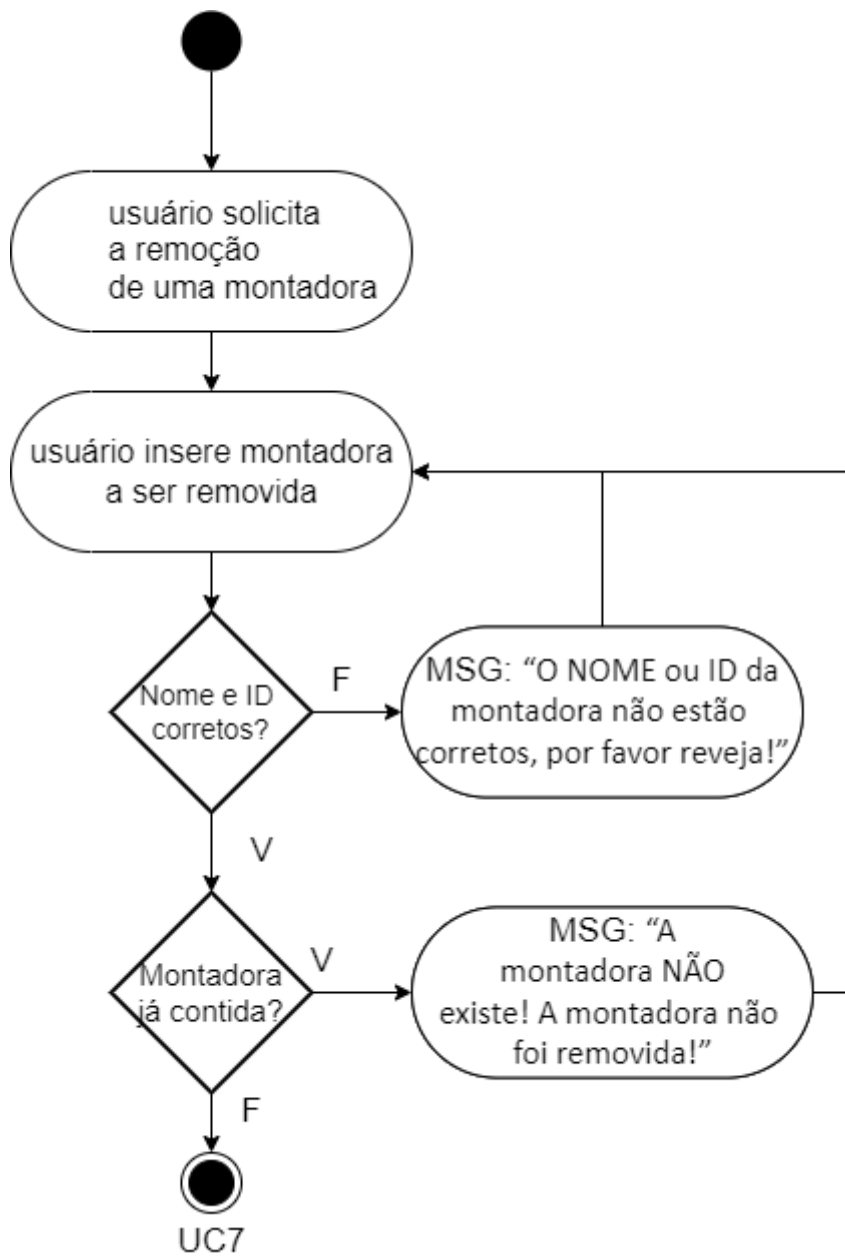 usuário solicita
a remoção
de uma montadora
usuário insere montadora
a ser removida
Nome e ID
corretos?
F
MSG: “O NOME ou ID da
montadora não estão
corretos, por favor reveja!”
V
Montadora
já contida?
V
MSG: “A
montadora NÃO
existe! A montadora não
foi removida!”
F
UC7